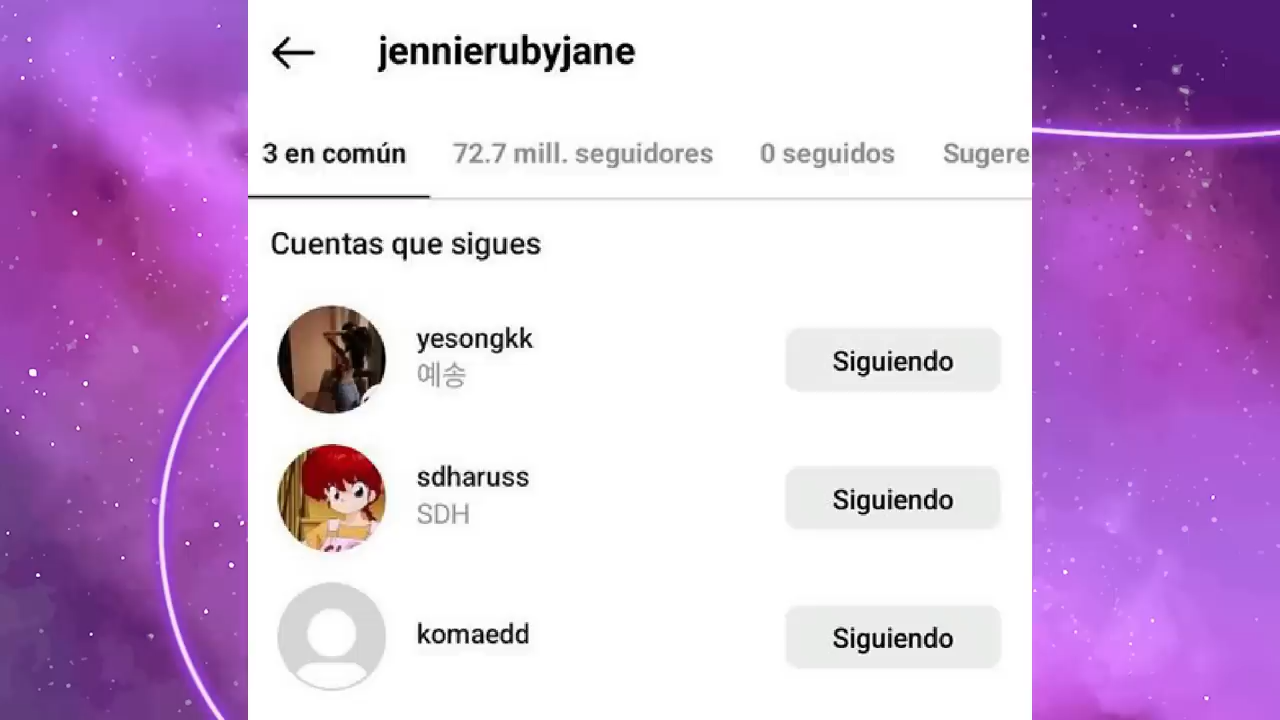 jennierubyjane
3 en común 72.7 mill. seguidores 0 seguidos Sugere
Cuentas que sigues
yesongkk
예송
Siguiendo
sdharuss
SDH
Siguiendo
komaedd
Siguiendo